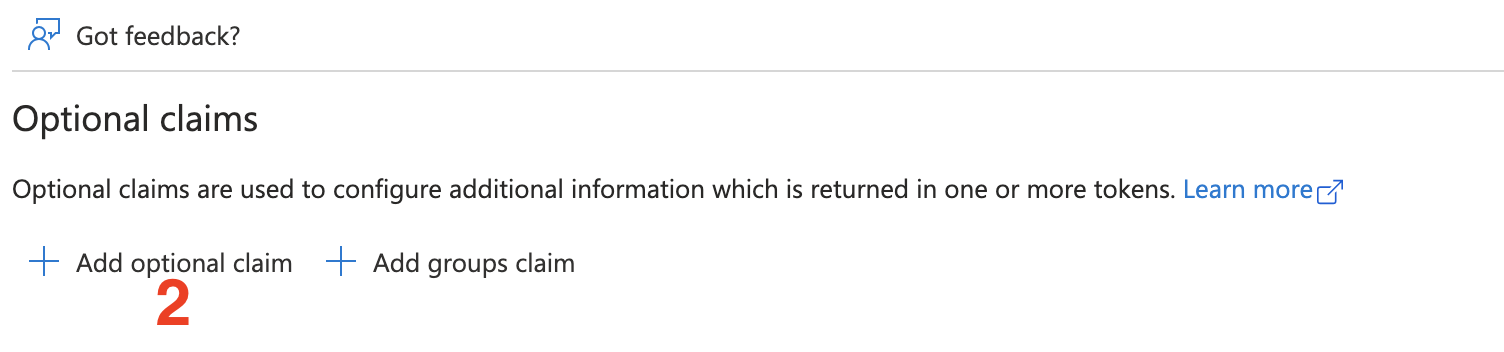 Got feedback?
Optional claims
Optional claims are used to configure additional information which is returned in one or more tokens. Learn more
Add optional claim Add groups claim
2